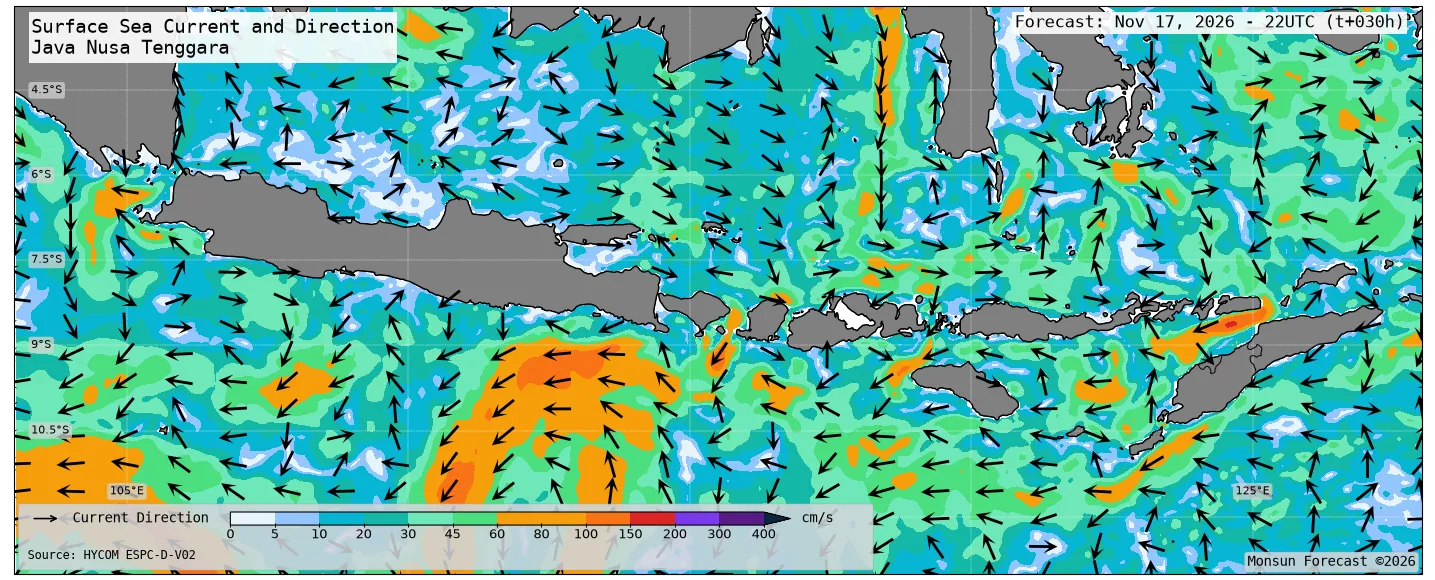 Surface Sea Current and Direction
Java Nusa Tenggara
Forecast: Nov 17, 2026 - 22UTC (t+030h)
4.5°S
6°S
7.5°S
9°S
10.5°S
105°E
125°E
Current Direction
0 5 10 20 30 45 60 80 100 150 200 300 400 cm/s
Source: HYCOM ESPC-D-V02
Monsun Forecast ©2026